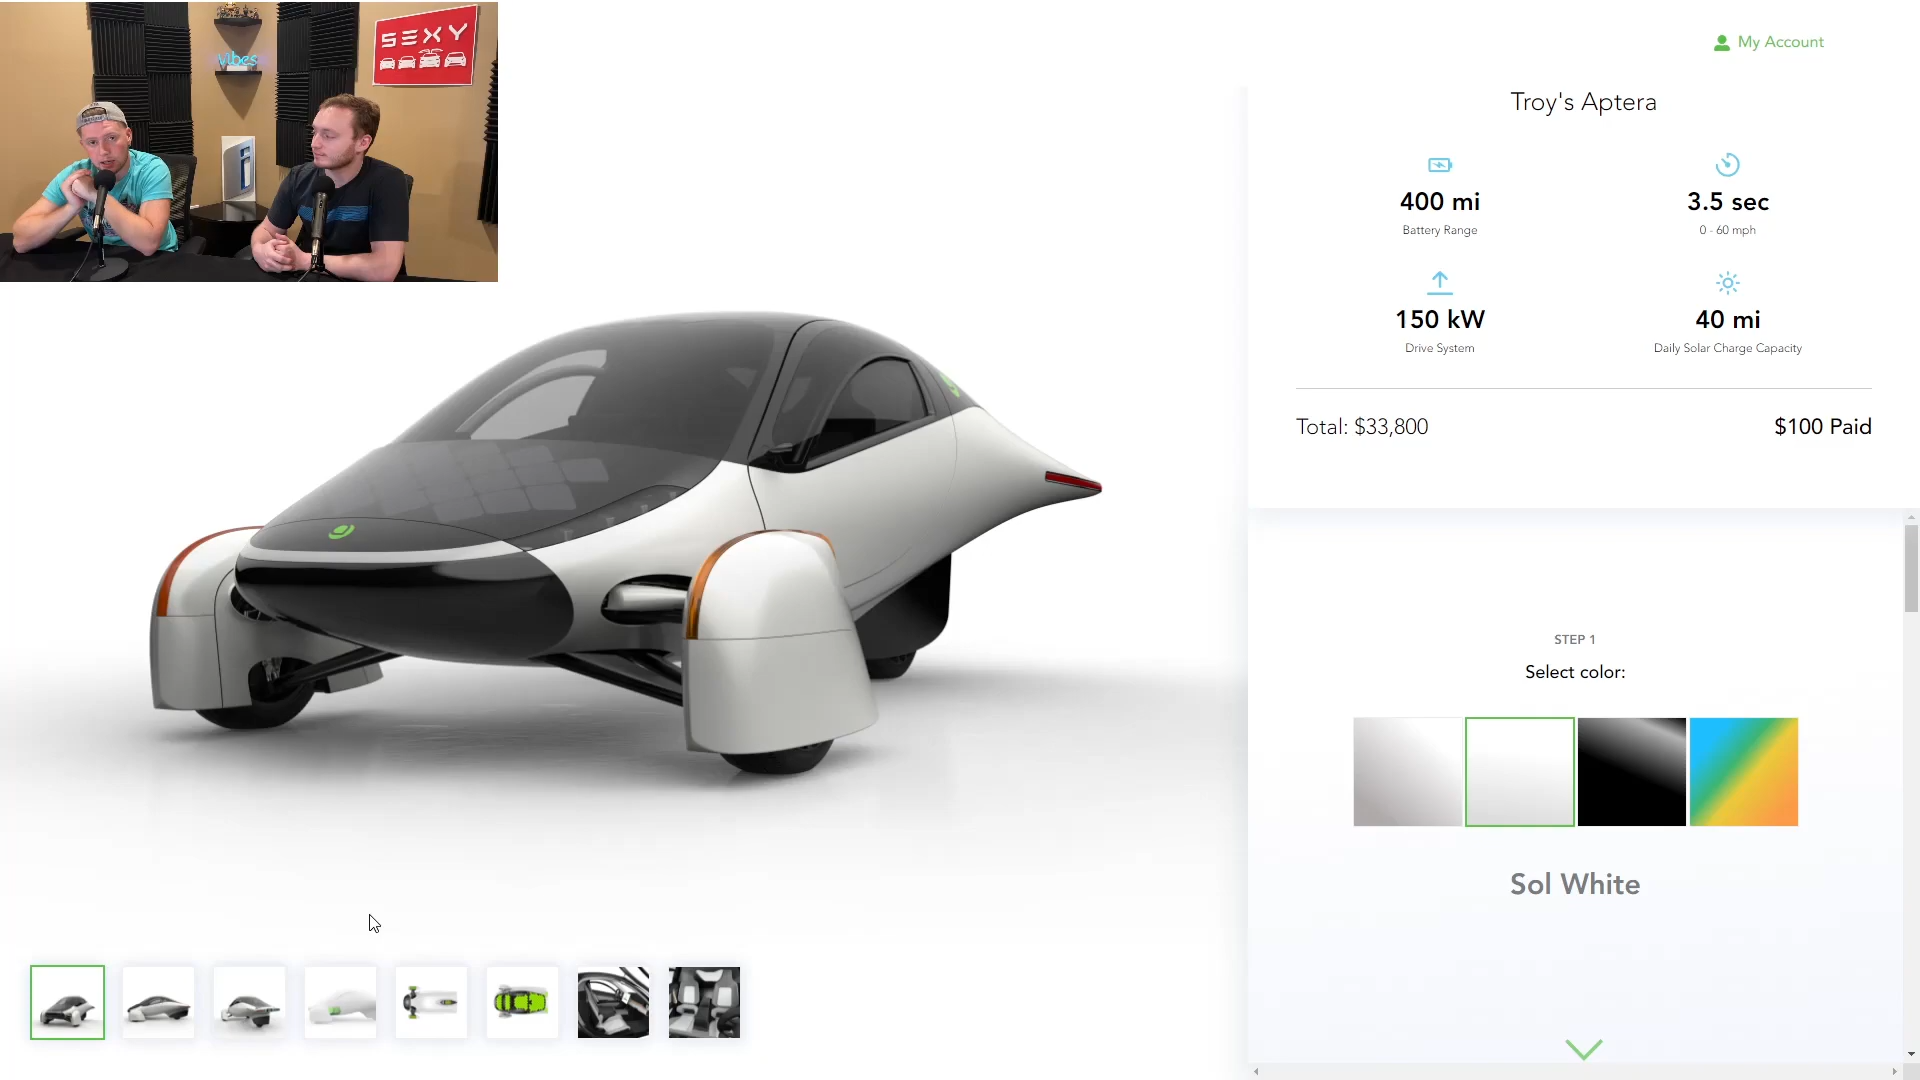 vibes
SEXY
My Account
Troy's Aptera
400 mi
Battery Range
3.5 sec
0 - 60 mph
150 kW
Drive System
40 mi
Daily Solar Charge Capacity
Total: $33,800
$100 Paid
STEP 1
Select color:
Sol White